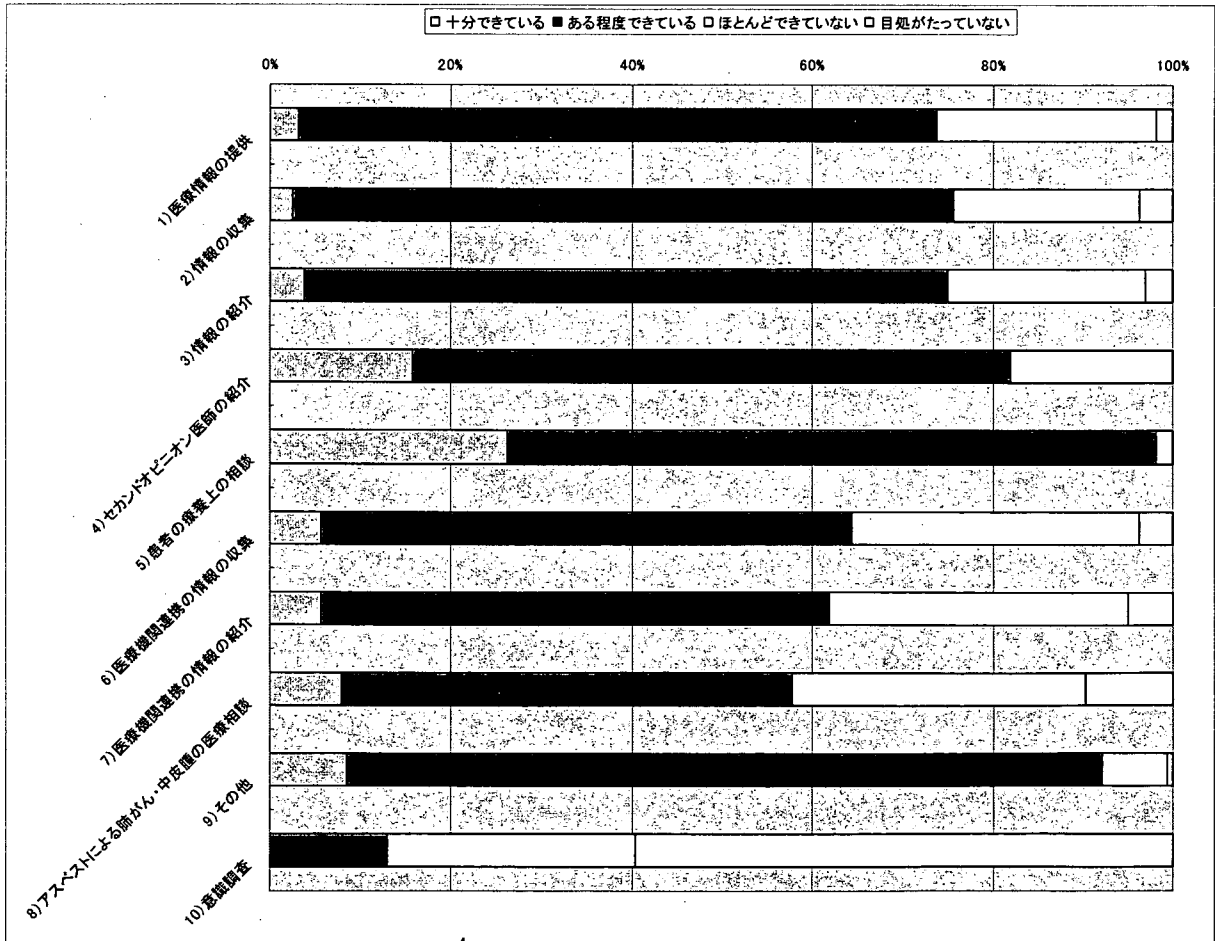 □ 十分できている ■ ある程度できている □ ほとんどできていない □ 目処がたっていない
0% 20% 40% 60% 80% 100%
1)医療情報の提供
2)情報の収集
3)情報の紹介
4)セカンドオピニオン医師の紹介
5)患者の療養上の相談
6)医療機関連携の情報の収集
7)医療機関連携の情報の紹介
8)アスベストによる肺がん・中皮腫の医療相談
9)その他
10)意識調査